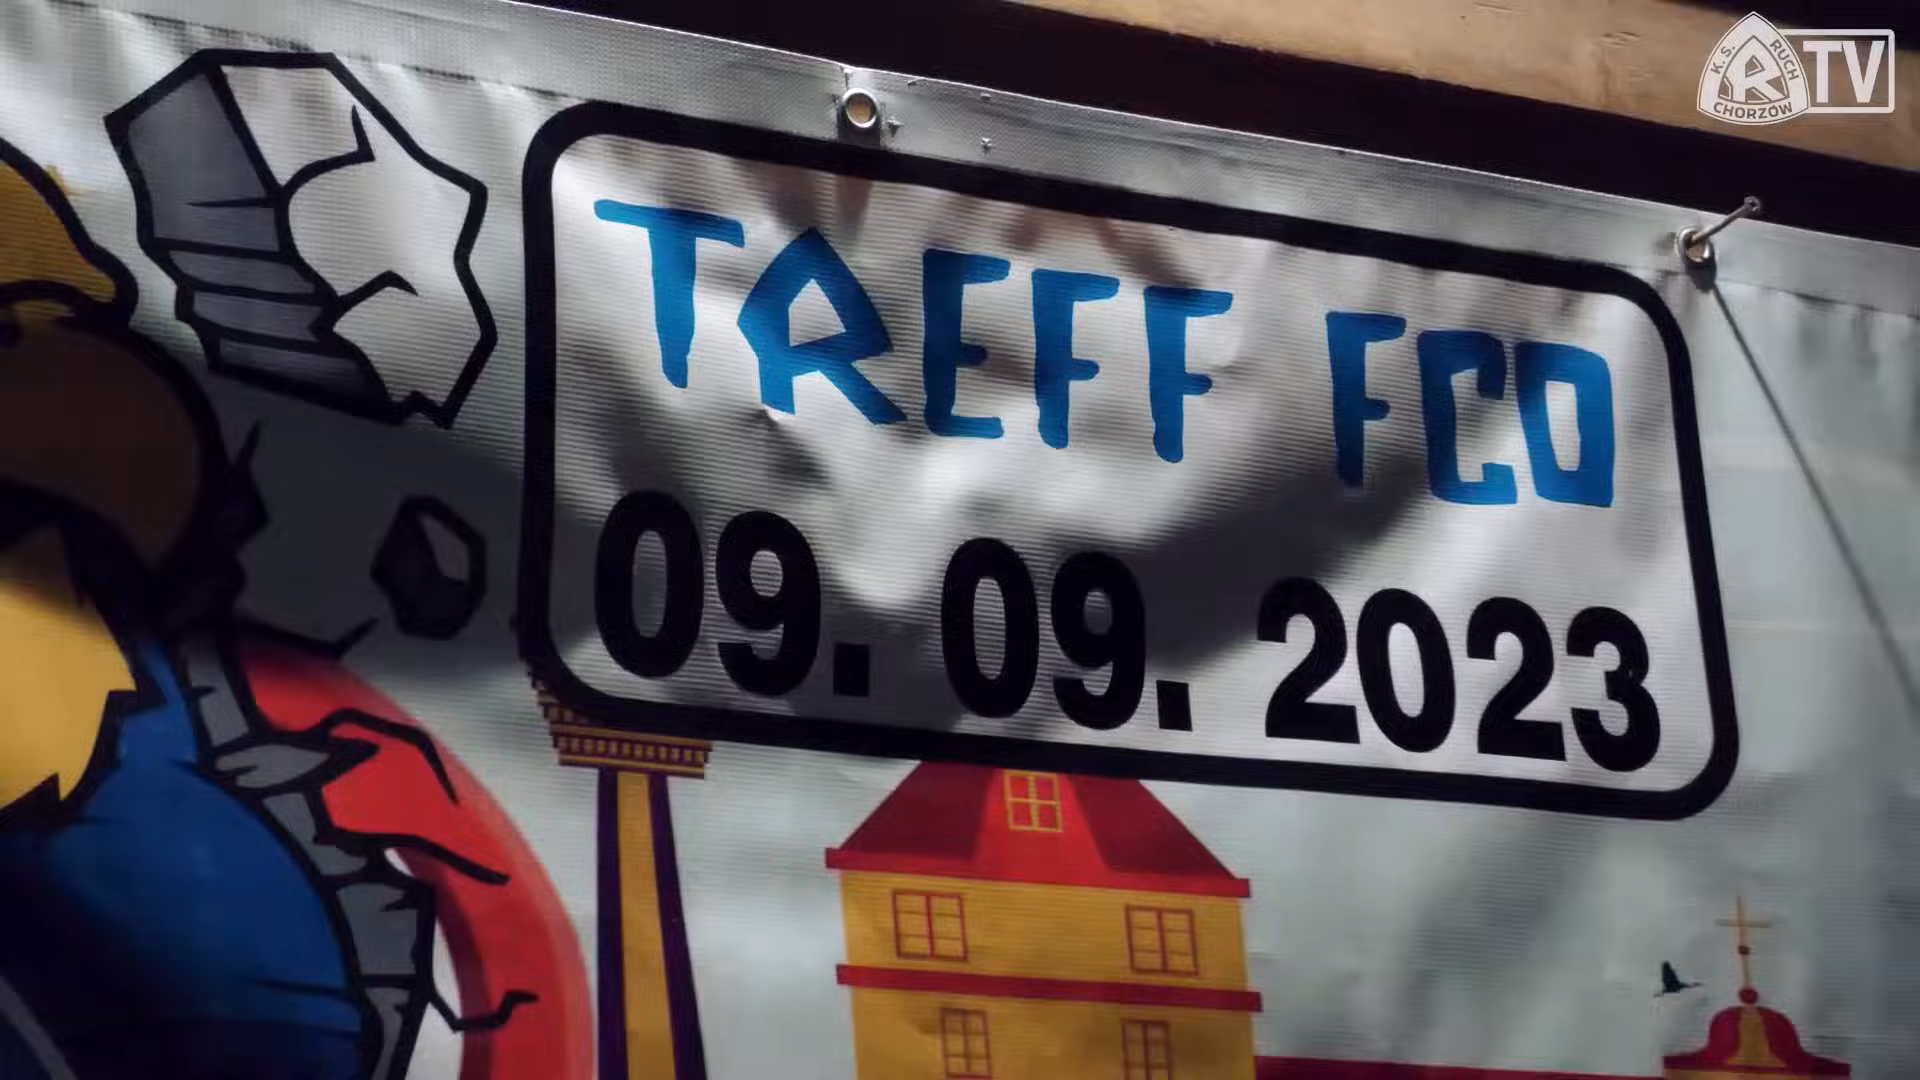 K.S. RUCH CHORZÓW
R
TV
TREFF FCO
09.09.2023